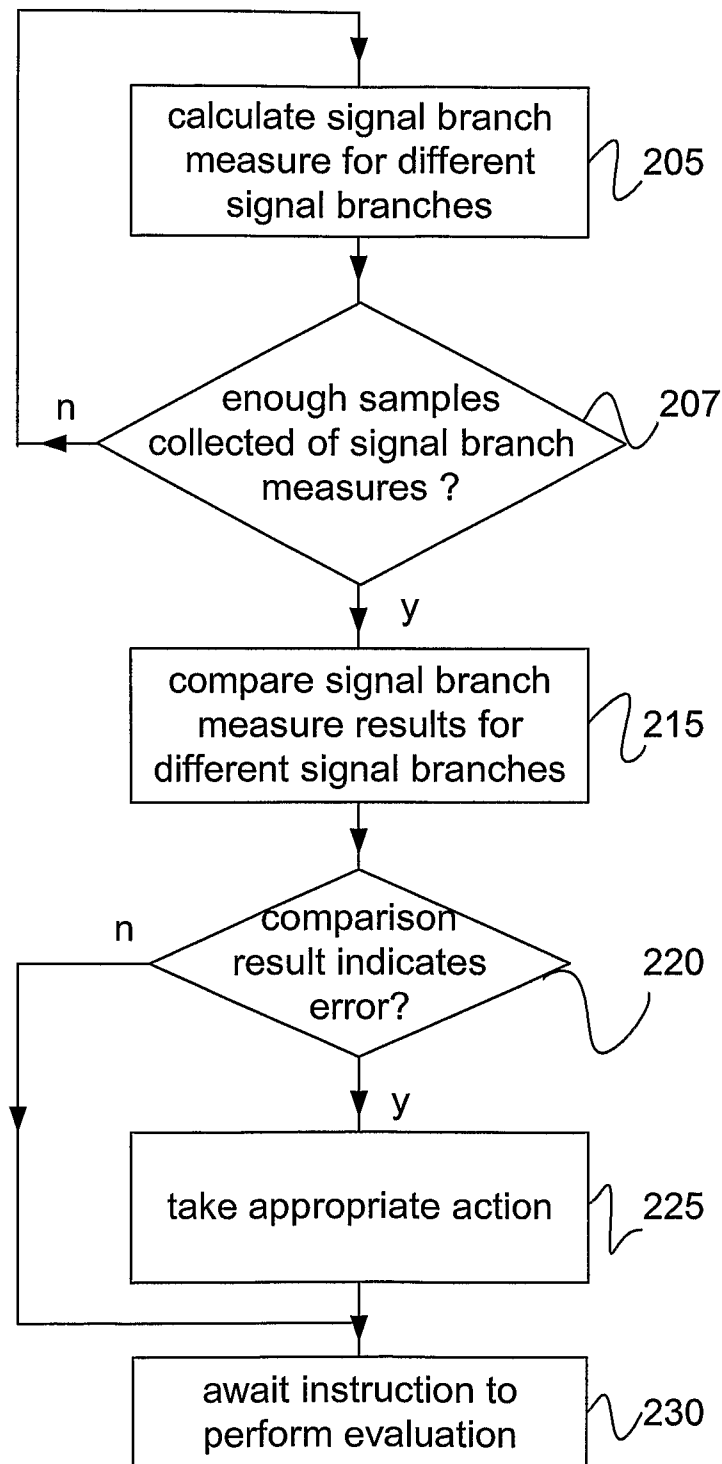 calculate signal branch
measure for different
signal branches
205
enough samples
collected of signal branch
measures ?
207
n
y
compare signal branch
measure results for
different signal branches
215
comparison
result indicates
error?
220
n
y
take appropriate action
225
await instruction to
perform evaluation
230